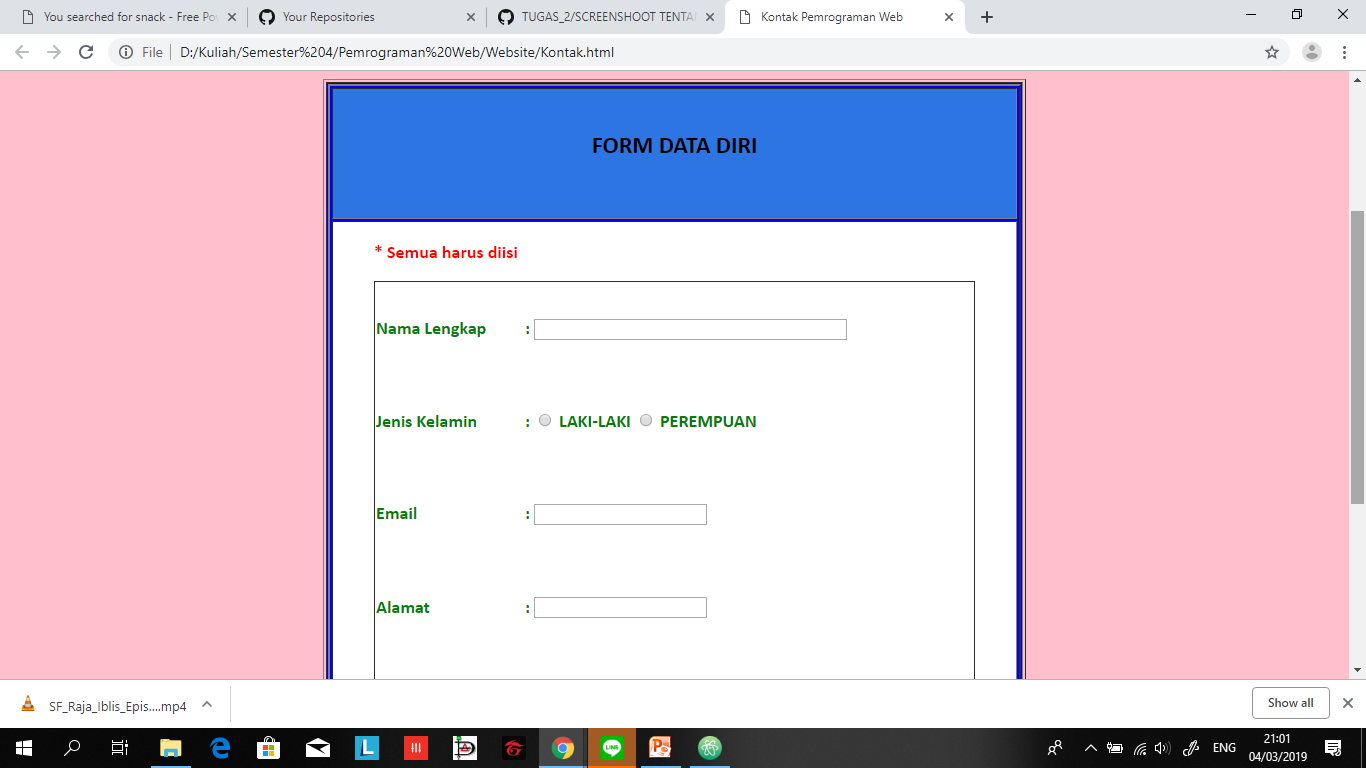 You searched for snack - Free Po
Your Repositories
TUGAS_2/SCREENSHOOT TENTA
Kontak Pemrograman Web
File
D:/Kuliah/Semester%204/Pemrograman%20Web/Website/Kontak.html
FORM DATA DIRI
* Semua harus diisi
Nama Lengkap :
Jenis Kelamin : LAKI-LAKI PEREMPUAN
Email :
Alamat :
SF_Raja_Iblis_Epis....mp4
Show all
ENG
21:01
04/03/2019